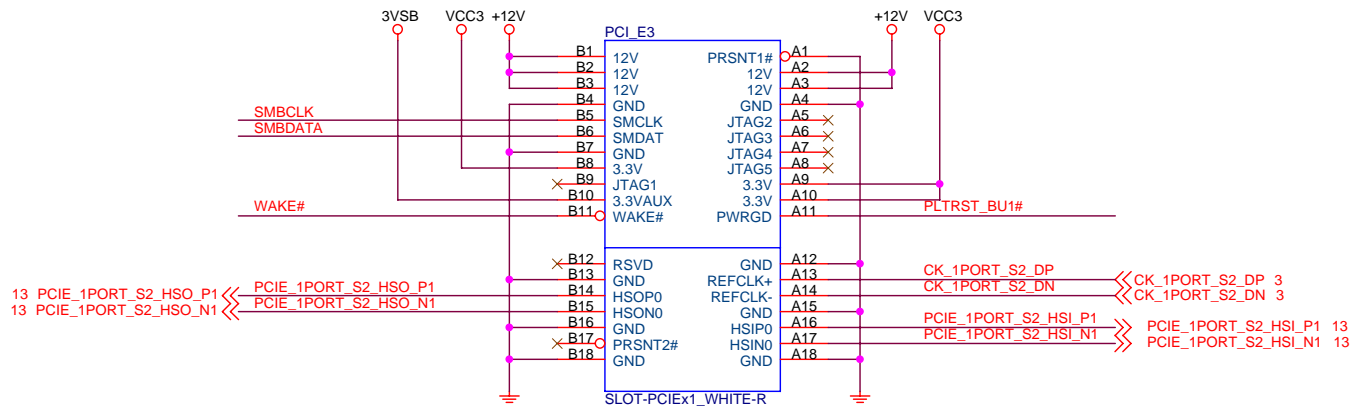 3VSB VCC3 +12V +12V VCC3
PCI_E3
B1 12V PRSNT1# A1
B2 12V 12V A2
B3 12V 12V A3
B4 GND GND A4
SMBCLK B5 SMCLK JTAG2 A5
SMBDATA B6 SMDAT JTAG3 A6
B7 GND JTAG4 A7
B8 3.3V JTAG5 A8
B9 JTAG1 3.3V A9
B10 3.3VAUX 3.3V A10
WAKE# B11 WAKE# PWRGD A11 PLTRST_BU1#
B12 RSVD GND A12
B13 GND REFCLK+ A13 CK_1PORT_S2_DP CK_1PORT_S2_DP 3
13 PCIE_1PORT_S2_HSO_P1 PCIE_1PORT_S2_HSO_P1 B14 HSOP0 REFCLK- A14 CK_1PORT_S2_DN CK_1PORT_S2_DN 3
13 PCIE_1PORT_S2_HSO_N1 PCIE_1PORT_S2_HSO_N1 B15 HSON0 GND A15
B16 GND HSIP0 A16 PCIE_1PORT_S2_HSI_P1 PCIE_1PORT_S2_HSI_P1 13
B17 PRSNT2# HSIN0 A17 PCIE_1PORT_S2_HSI_N1 PCIE_1PORT_S2_HSI_N1 13
B18 GND GND A18
SLOT-PCIEx1_WHITE-R